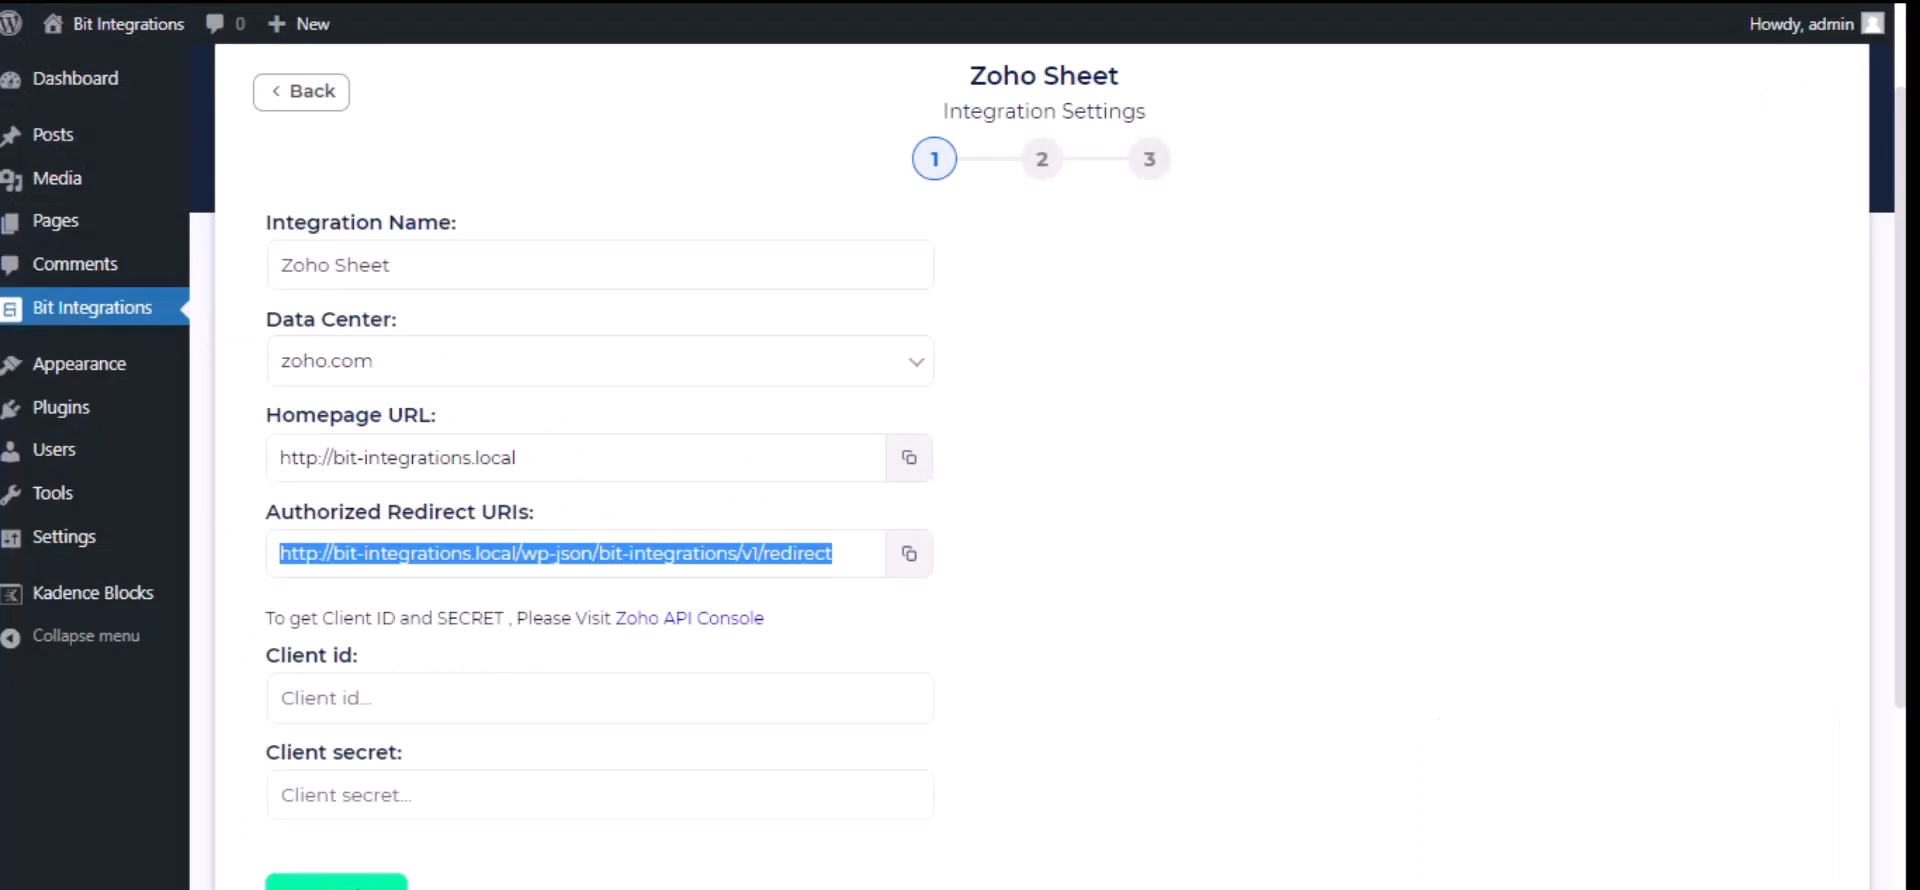 Bit Integrations
0
New
Howdy, admin
Dashboard
Posts
Media
Pages
Comments
Bit Integrations
Appearance
Plugins
Users
Tools
Settings
Kadence Blocks
Collapse menu
Back
Zoho Sheet
Integration Settings
1 2 3
Integration Name:
Zoho Sheet
Data Center:
zoho.com
Homepage URL:
http://bit-integrations.local
Authorized Redirect URIs:
http://bit-integrations.local/wp-json/bit-integrations/v1/redirect
To get Client ID and SECRET , Please Visit Zoho API Console
Client id:
Client id...
Client secret:
Client secret...